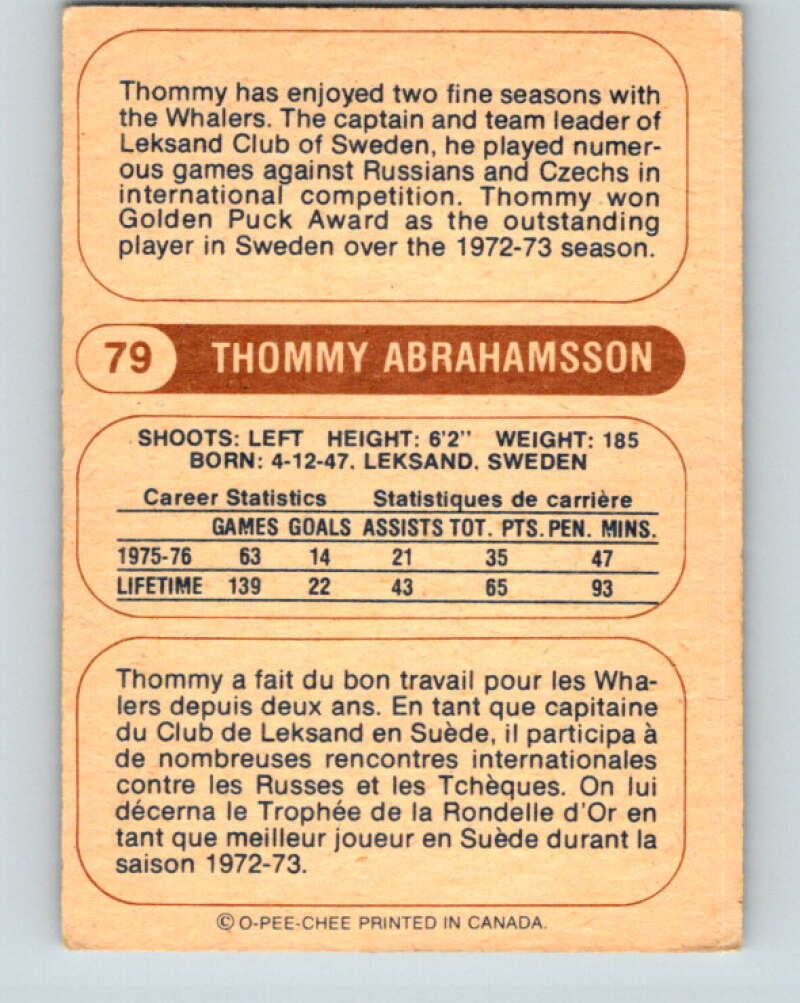 Thommy has enjoyed two fine seasons with
the Whalers. The captain and team leader of
Leksand Club of Sweden, he played numer-
ous games against Russians and Czechs in
international competition. Thommy won
Golden Puck Award as the outstanding
player in Sweden over the 1972-73 season.
79 THOMMY ABRAHAMSSON
SHOOTS: LEFT HEIGHT: 6'2" WEIGHT: 185
BORN: 4-12-47. LEKSAND. SWEDEN
Career Statistics Statistiques de carrière
GAMES GOALS ASSISTS TOT. PTS. PEN. MINS.
1975-76 63 14 21 35 47
LIFETIME 139 22 43 65 93
Thommy a fait du bon travail pour les Wha-
lers depuis deux ans. En tant que capitaine
du Club de Leksand en Suède, il participa à
de nombreuses rencontres internationales
contre les Russes et les Tchèques. On lui
décerna le Trophée de la Rondelle d'Or en
tant que meilleur joueur en Suède durant la
saison 1972-73.
© O-PEE-CHEE PRINTED IN CANADA.